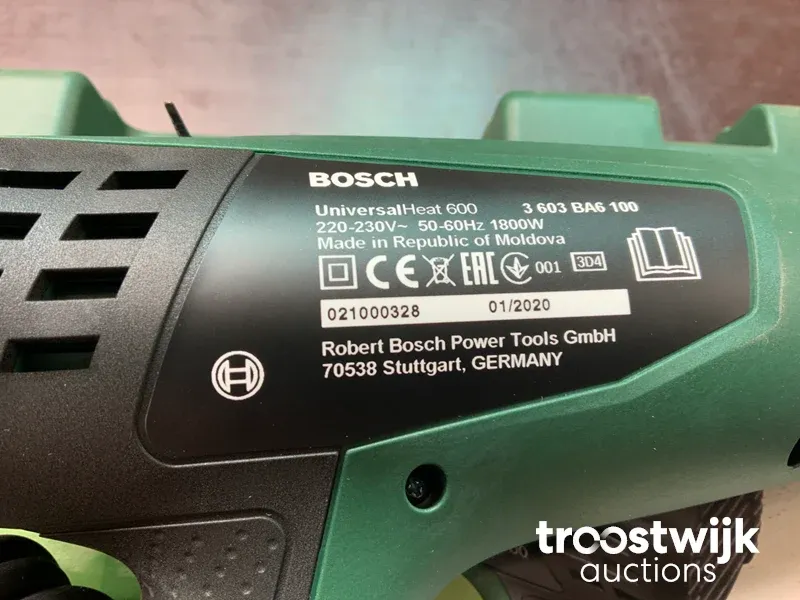 BOSCH
UniversalHeat 600 3 603 BA6 100
220-230V~ 50-60Hz 1800W
Made in Republic of Moldova
CE EAC 001 3D4
021000328 01/2020
Robert Bosch Power Tools GmbH
70538 Stuttgart, GERMANY
troostwijk
auctions